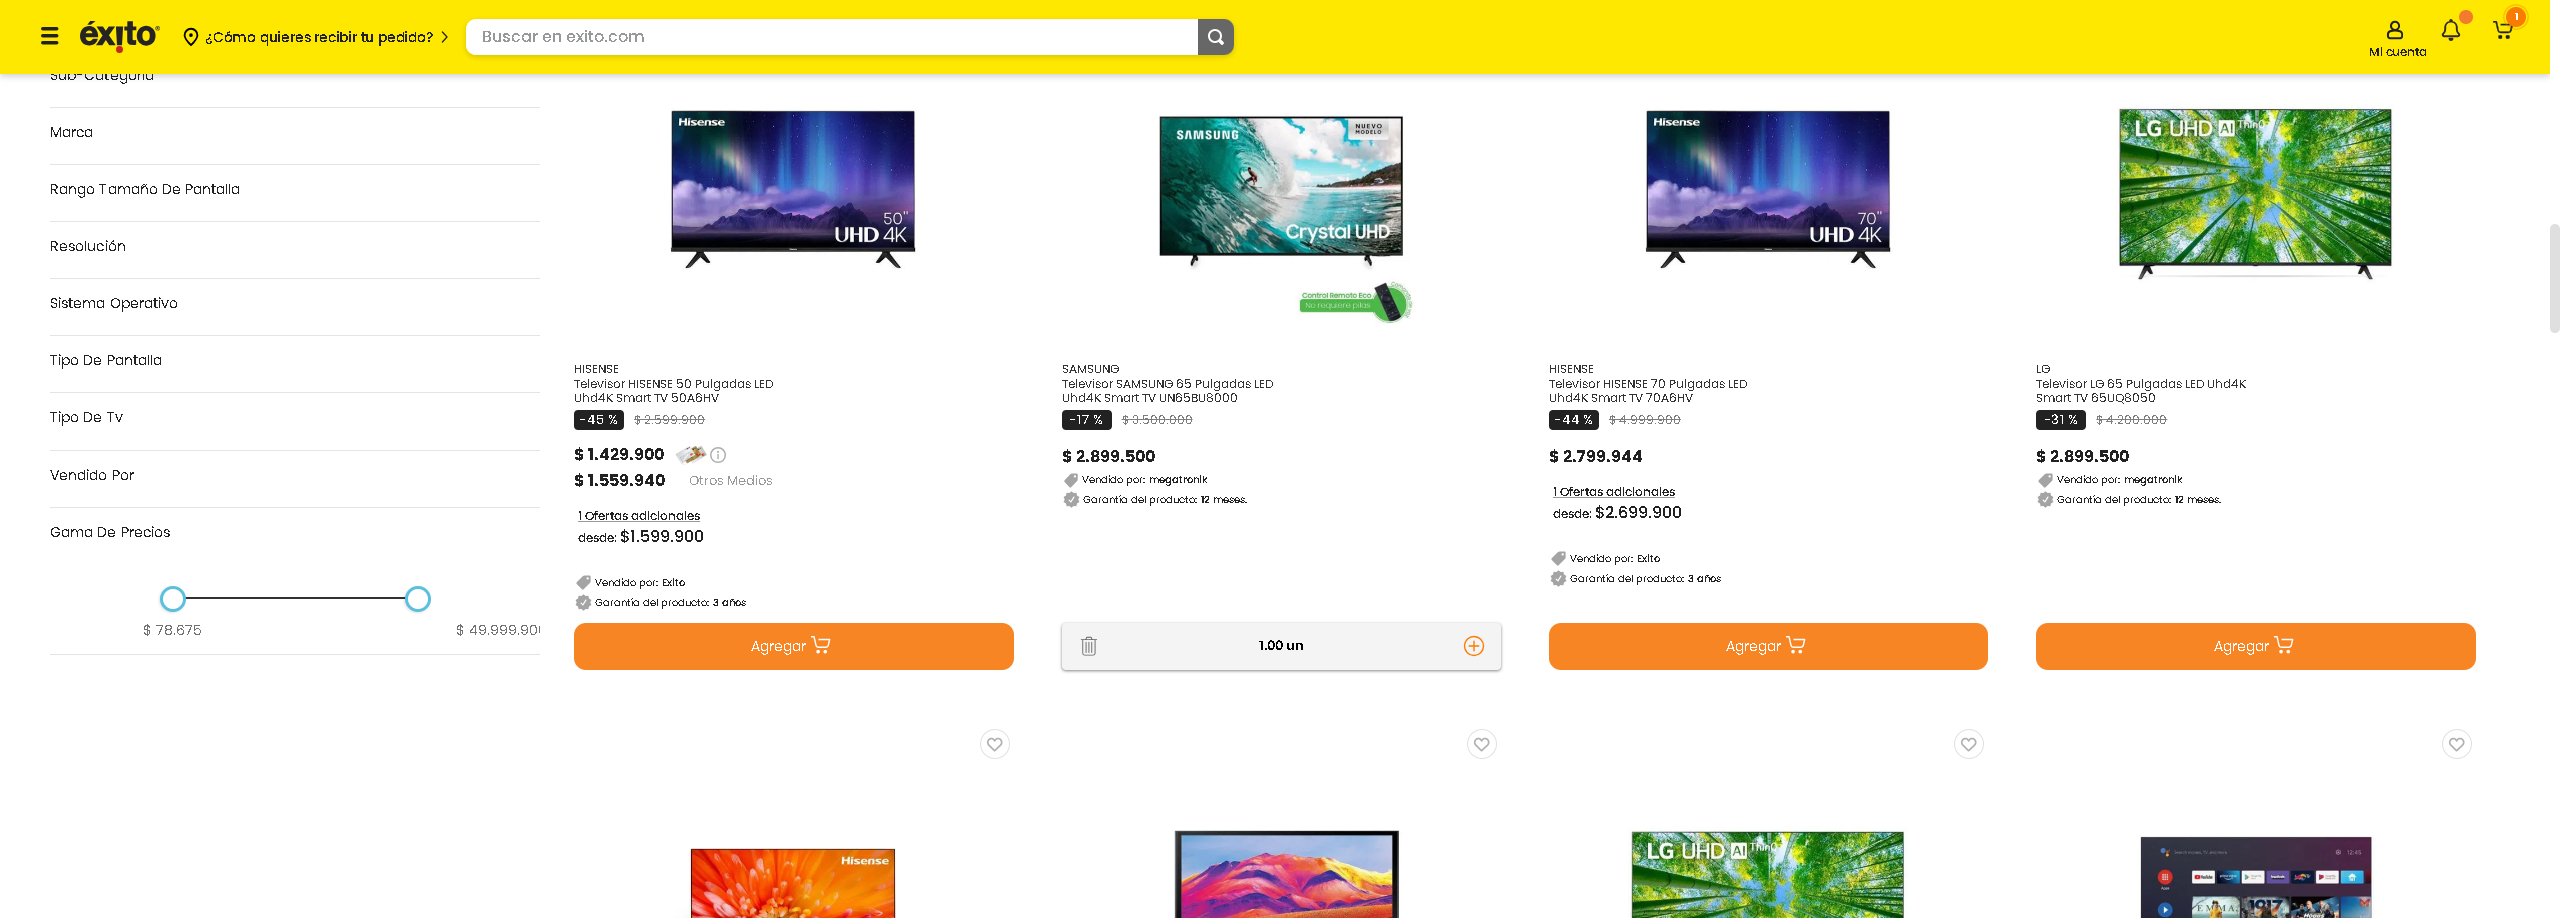 éxito
¿Cómo quieres recibir tu pedido?
Buscar en exito.com
Mi cuenta
1
Sub-Categoría
Marca
Rango Tamaño De Pantalla
Resolución
Sistema Operativo
Tipo De Pantalla
Tipo De Tv
Vendido Por
Gama De Precios
$ 78.675
$ 49.999.90
Hisense
50"
UHD 4K
HISENSE
Televisor HISENSE 50 Pulgadas LED
Uhd4K Smart TV 50A6HV
-45 % $ 2.599.900
$ 1.429.900
$ 1.559.940 Otros Medios
1 Ofertas adicionales
desde: $1.599.900
Vendido por: Exito
Garantía del producto: 3 años
Agregar
SAMSUNG
NUEVO
MODELO
Crystal UHD
Control Remoto Eco
No requiere pilas
SAMSUNG
Televisor SAMSUNG 65 Pulgadas LED
Uhd4K Smart TV UN65BU8000
-17 % $ 3.500.000
$ 2.899.500
Vendido por: megatronik
Garantía del producto: 12 meses.
1.00 un
Hisense
70"
UHD 4K
HISENSE
Televisor HISENSE 70 Pulgadas LED
Uhd4K Smart TV 70A6HV
-44 % $ 4.999.900
$ 2.799.944
1 Ofertas adicionales
desde: $2.699.900
Vendido por: Exito
Garantía del producto: 3 años
Agregar
LG UHD AI ThinQ
LG
Televisor LG 65 Pulgadas LED Uhd4K
Smart TV 65UQ8050
-31 % $ 4.200.000
$ 2.899.500
Vendido por: megatronik
Garantía del producto: 12 meses.
Agregar
Hisense
LG UHD AI ThinQ
12:45
YouTube
EMMA.
1917